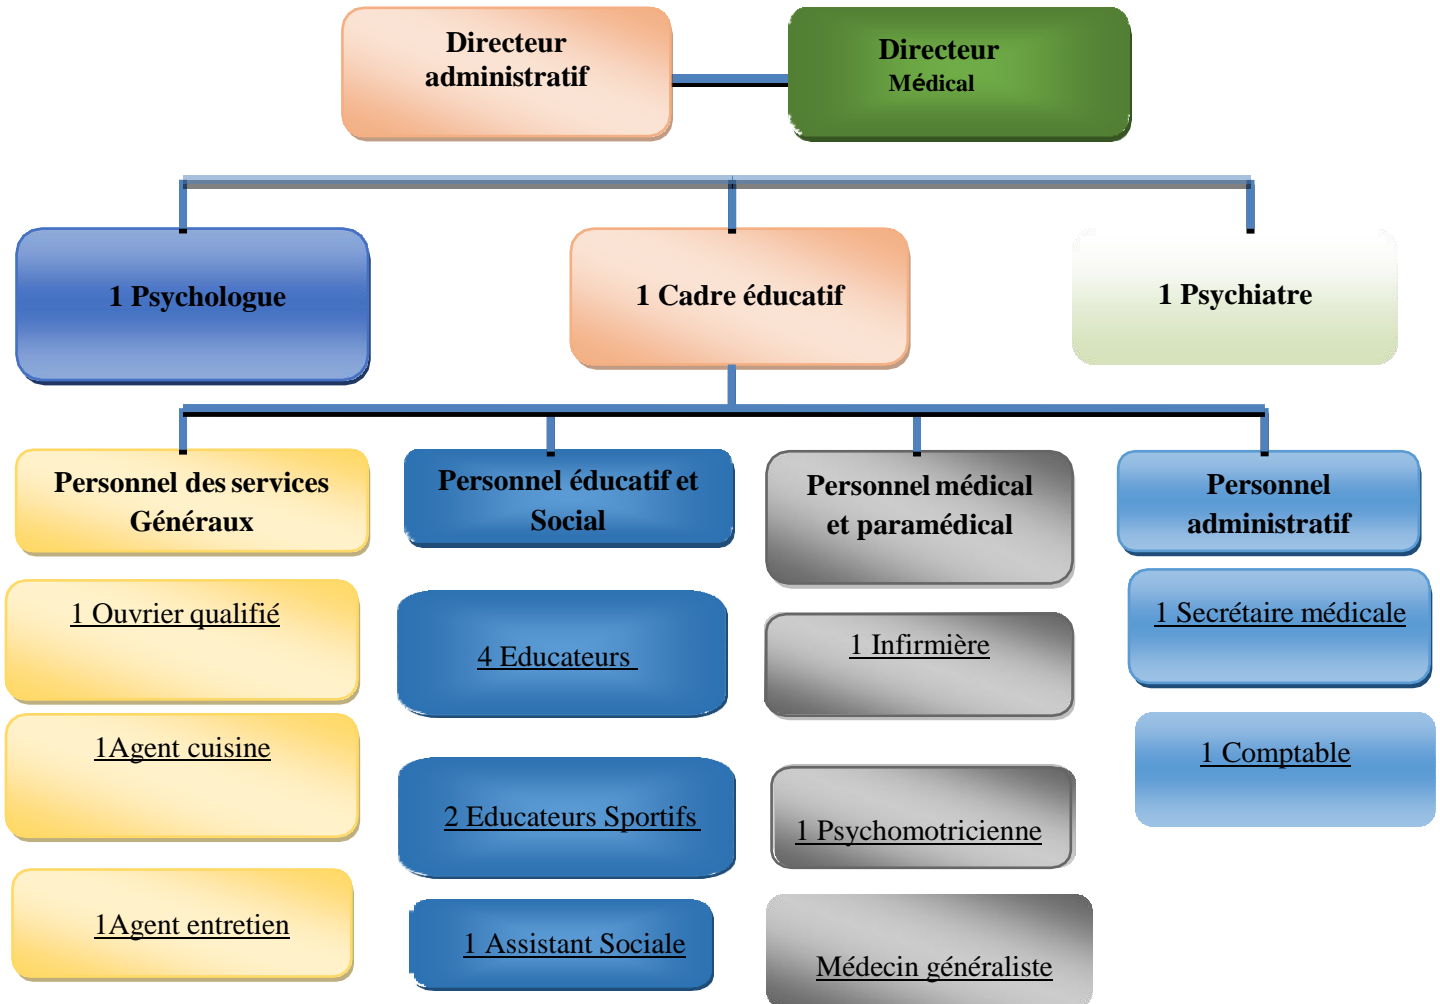 Directeur
administratif
Directeur
Médical
1 Psychologue
1 Cadre éducatif
1 Psychiatre
Personnel des services
Généraux
Personnel éducatif et
Social
Personnel médical
et paramédical
Personnel
administratif
1 Ouvrier qualifié
1Agent cuisine
1Agent entretien
4 Educateurs
2 Educateurs Sportifs
1 Assistant Sociale
1 Infirmière
1 Psychomotricienne
Médecin généraliste
1 Secrétaire médicale
1 Comptable